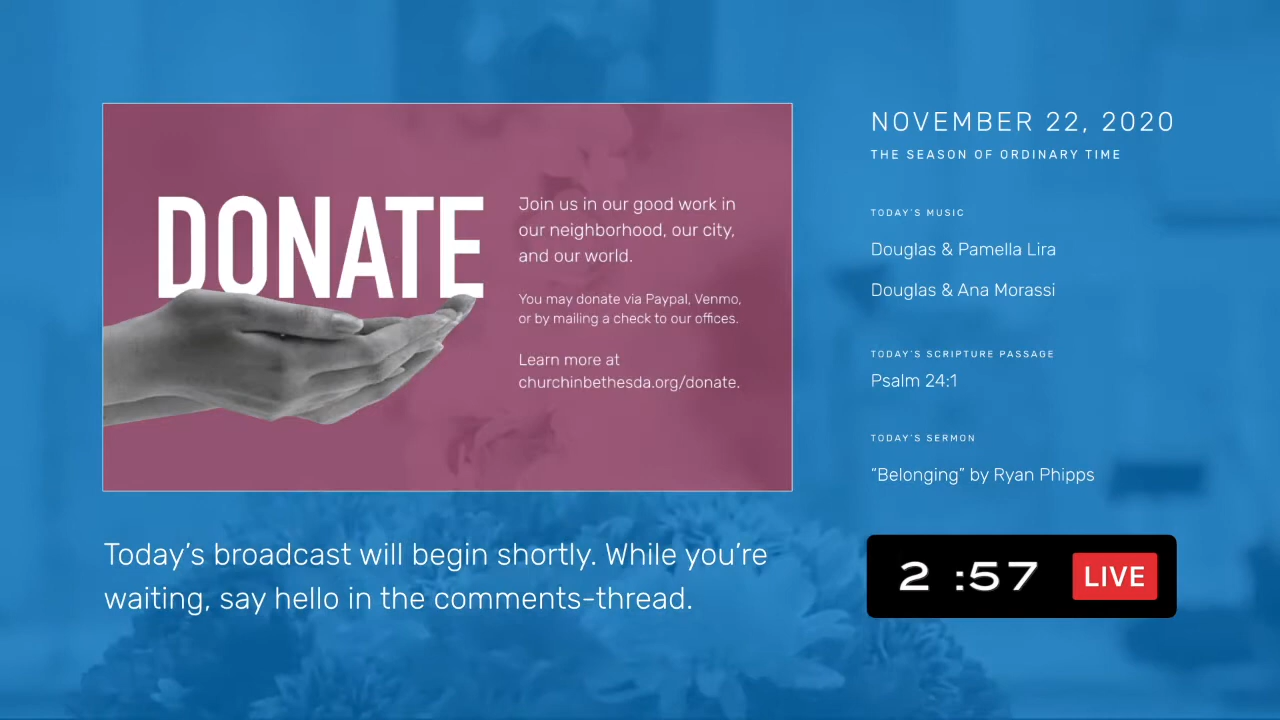 DONATE
Join us in our good work in
our neighborhood, our city,
and our world.
You may donate via Paypal, Venmo,
or by mailing a check to our offices.
Learn more at
churchinbethesda.org/donate.
Today's broadcast will begin shortly. While you're
waiting, say hello in the comments-thread.
NOVEMBER 22, 2020
THE SEASON OF ORDINARY TIME
TODAY'S MUSIC
Douglas & Pamella Lira
Douglas & Ana Morassi
TODAY'S SCRIPTURE PASSAGE
Psalm 24:1
TODAY'S SERMON
“Belonging” by Ryan Phipps
2 :57 LIVE